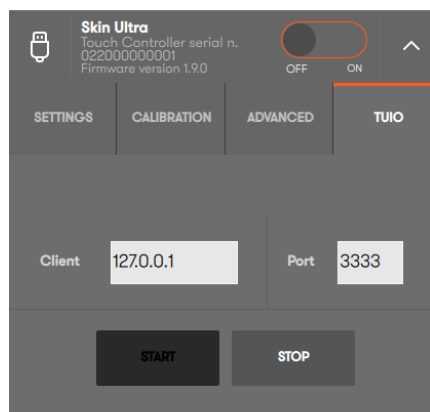 Skin Ultra
Touch Controller serial n.
022000000001
Firmware version 1.9.0
OFF ON
SETTINGS CALIBRATION ADVANCED TUIO
Client 127.0.0.1 Port 3333
START STOP